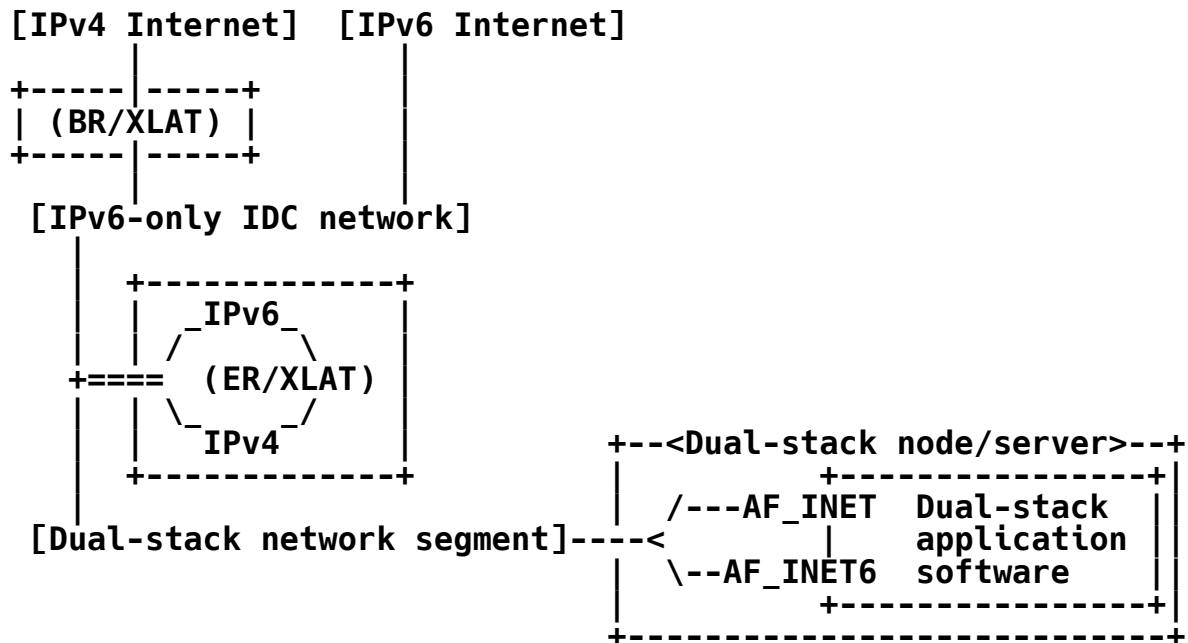 [IPv4 Internet] [IPv6 Internet]
(BR/XLAT)
[IPv6-only IDC network]
IPv6
(ER/XLAT)
IPv4
<Dual-stack node/server>
AF_INET Dual-stack
[Dual-stack network segment] application
AF_INET6 software